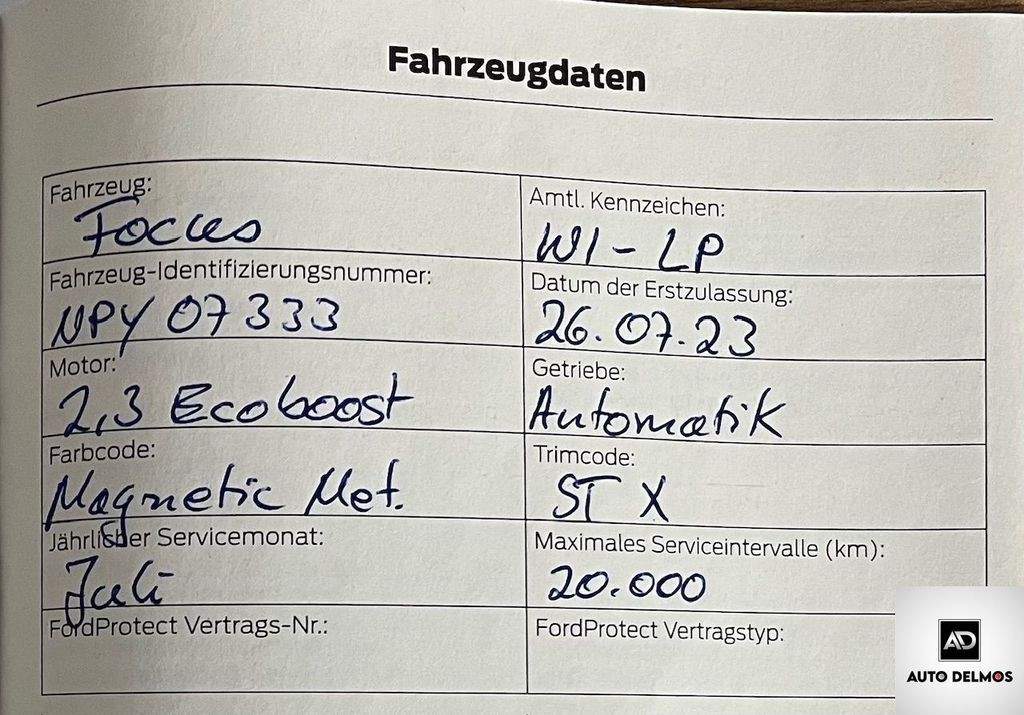 Fahrzeugdaten
Fahrzeug:
Focus
Amtl. Kennzeichen:
WI - LP
Fahrzeug-Identifizierungsnummer:
NPY 07333
Datum der Erstzulassung:
26.07.23
Motor:
2,3 Ecoboost
Getriebe:
Automatik
Farbcode:
Magnetic Met.
Trimcode:
ST X
Jährlicher Servicemonat:
Juli
Maximales Serviceintervalle (km):
20.000
FordProtect Vertrags-Nr.:
FordProtect Vertragstyp:
AD
AUTO DELMOS